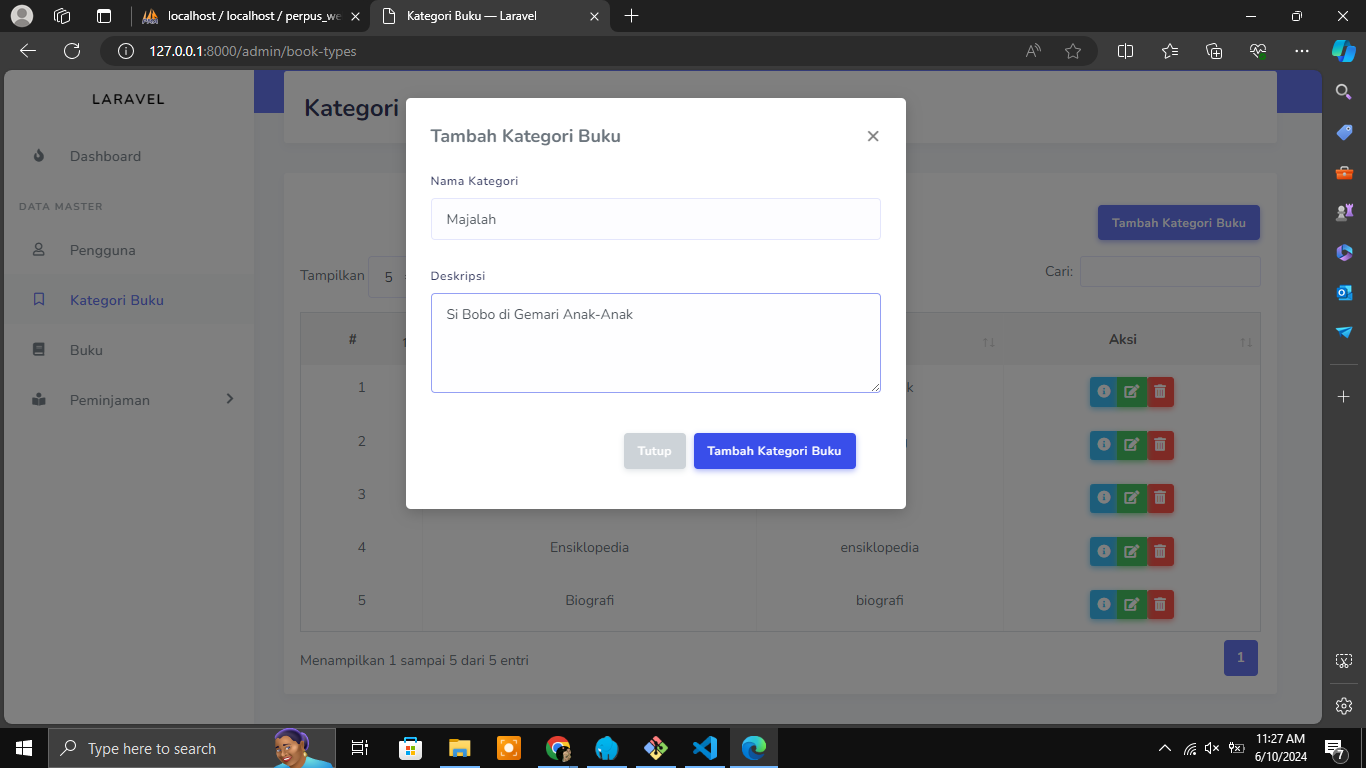 localhost / localhost / perpus_we
Kategori Buku — Laravel
127.0.0.1:8000/admin/book-types
LARAVEL
Dashboard
DATA MASTER
Pengguna
Kategori Buku
Buku
Peminjaman
Kategori
Tambah Kategori Buku
Tampilkan 5
Cari:
# Aksi
1
2
3
4 Ensiklopedia ensiklopedia
5 Biografi biografi
Menampilkan 1 sampai 5 dari 5 entri
1
Tambah Kategori Buku
Nama Kategori
Majalah
Deskripsi
Si Bobo di Gemari Anak-Anak
Tutup Tambah Kategori Buku
Type here to search
11:27 AM
6/10/2024
7